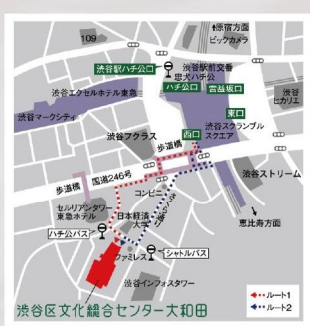 ↑原宿方面
ビックカメラ
109
渋谷駅ハチ公口
渋谷駅前交番
忠犬ハチ公
ハチ公口
宮益坂口
渋谷エクセルホテル東急
東口
渋谷
ヒカリエ
渋谷マークシティ
西口
渋谷スクランブル
スクエア
渋谷フクラス
歩道橋
歩道橋
国道246号
渋谷ストリーム
コンビニ
セルリアンタワー
東急ホテル
日本経済
大学
恵比寿方面
ハチ公バス
シャトルバス
ファミレス
渋谷インフォスタワー
渋谷区文化総合センター大和田
ルート1
ルート2